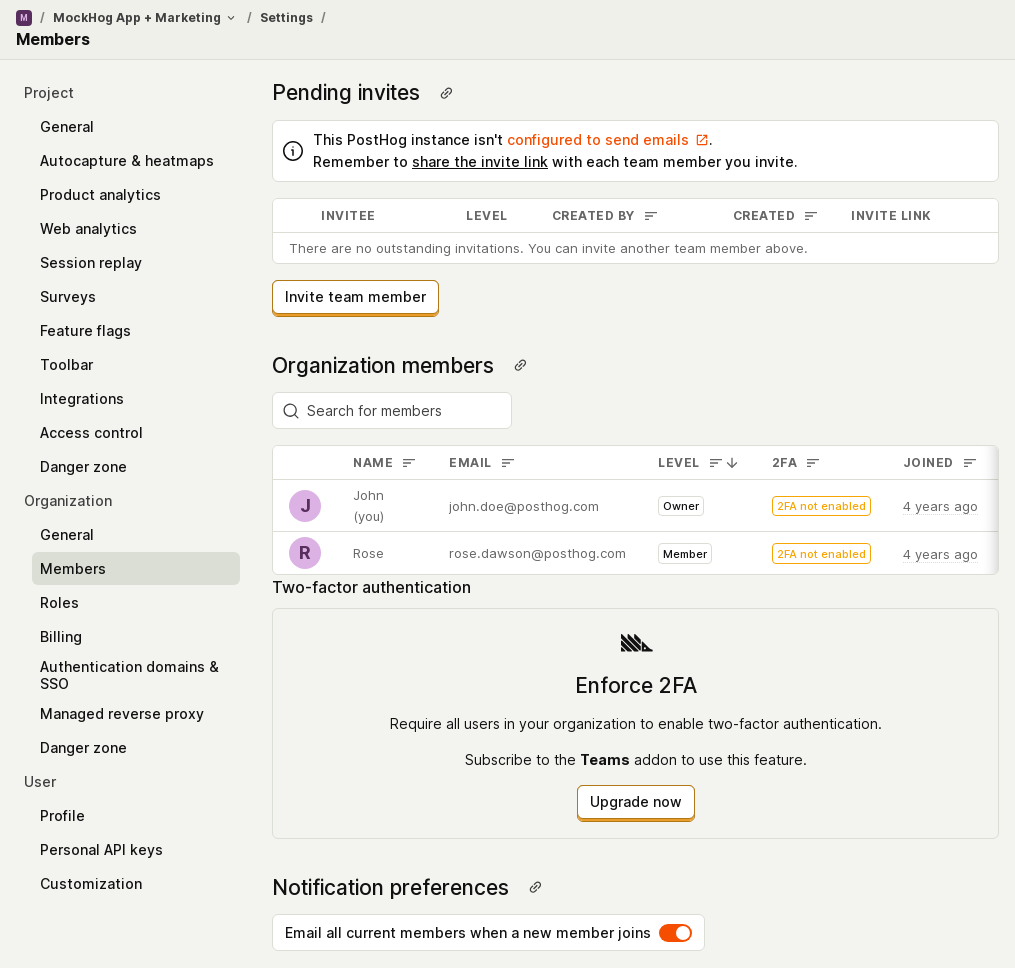 M / MockHog App + Marketing / Settings /
Members
Project
General
Autocapture & heatmaps
Product analytics
Web analytics
Session replay
Surveys
Feature flags
Toolbar
Integrations
Access control
Danger zone
Organization
General
Members
Roles
Billing
Authentication domains &
SSO
Managed reverse proxy
Danger zone
User
Profile
Personal API keys
Customization
Pending invites
This PostHog instance isn't configured to send emails.
Remember to share the invite link with each team member you invite.
INVITEE LEVEL CREATED BY CREATED INVITE LINK
There are no outstanding invitations. You can invite another team member above.
Invite team member
Organization members
Search for members
NAME EMAIL LEVEL 2FA JOINED
J John (you) john.doe@posthog.com Owner 2FA not enabled 4 years ago
R Rose rose.dawson@posthog.com Member 2FA not enabled 4 years ago
Two-factor authentication
Enforce 2FA
Require all users in your organization to enable two-factor authentication.
Subscribe to the Teams addon to use this feature.
Upgrade now
Notification preferences
Email all current members when a new member joins